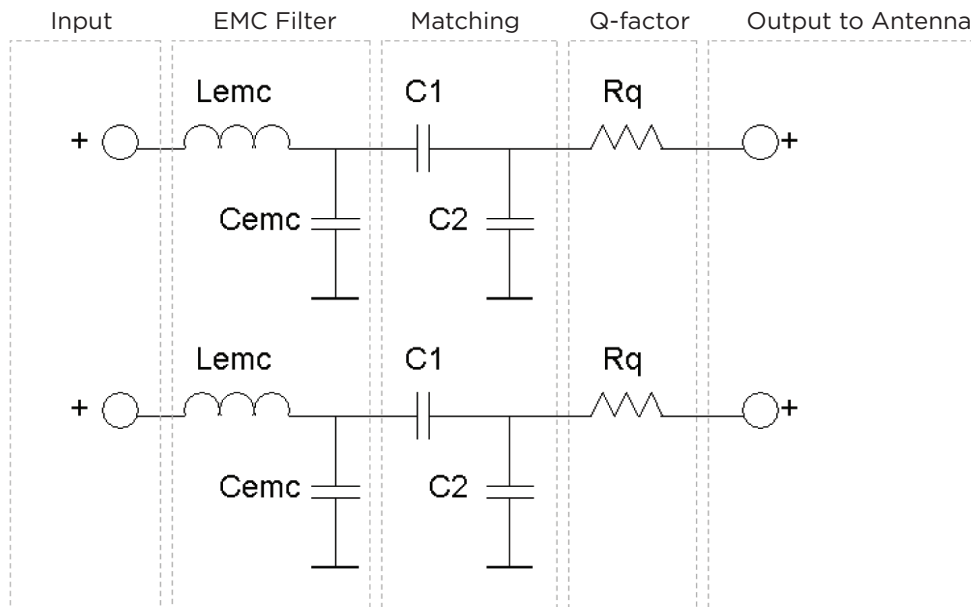 Input EMC Filter Matching Q-factor Output to Antenna
Lemc C1 Rq
+ +
Cemc C2
Lemc C1 Rq
+ +
Cemc C2